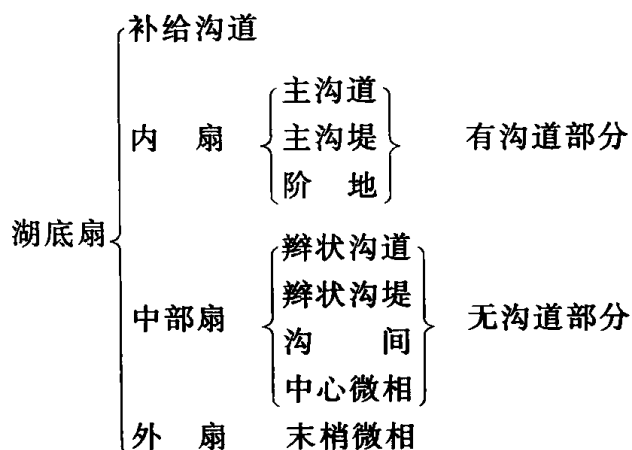 补给沟道
内 扇 主沟道 主沟堤 阶 地 有沟道部分
湖底扇
中部扇 辫状沟道 辫状沟堤 沟 间 中心微相 无沟道部分
外 扇 末梢微相